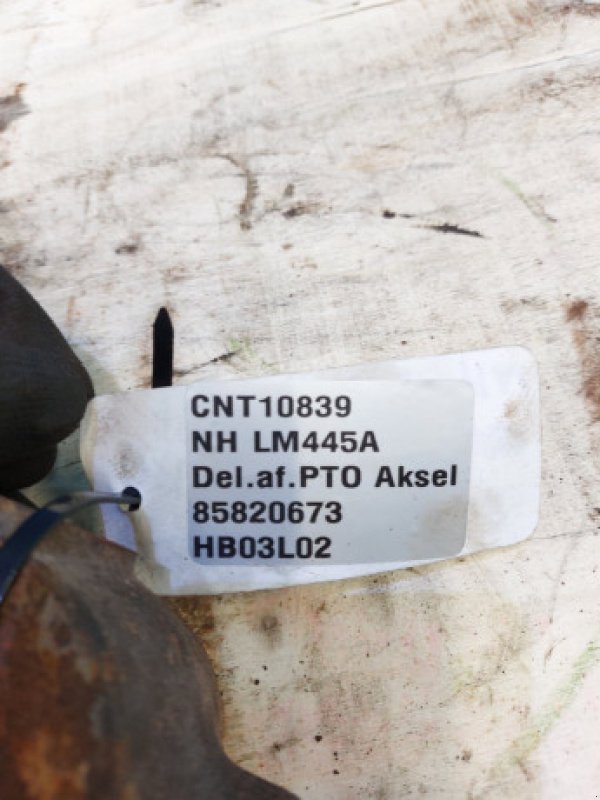 CNT10839
NH LM445A
Del.af.PTO Aksel
85820673
HB03L02